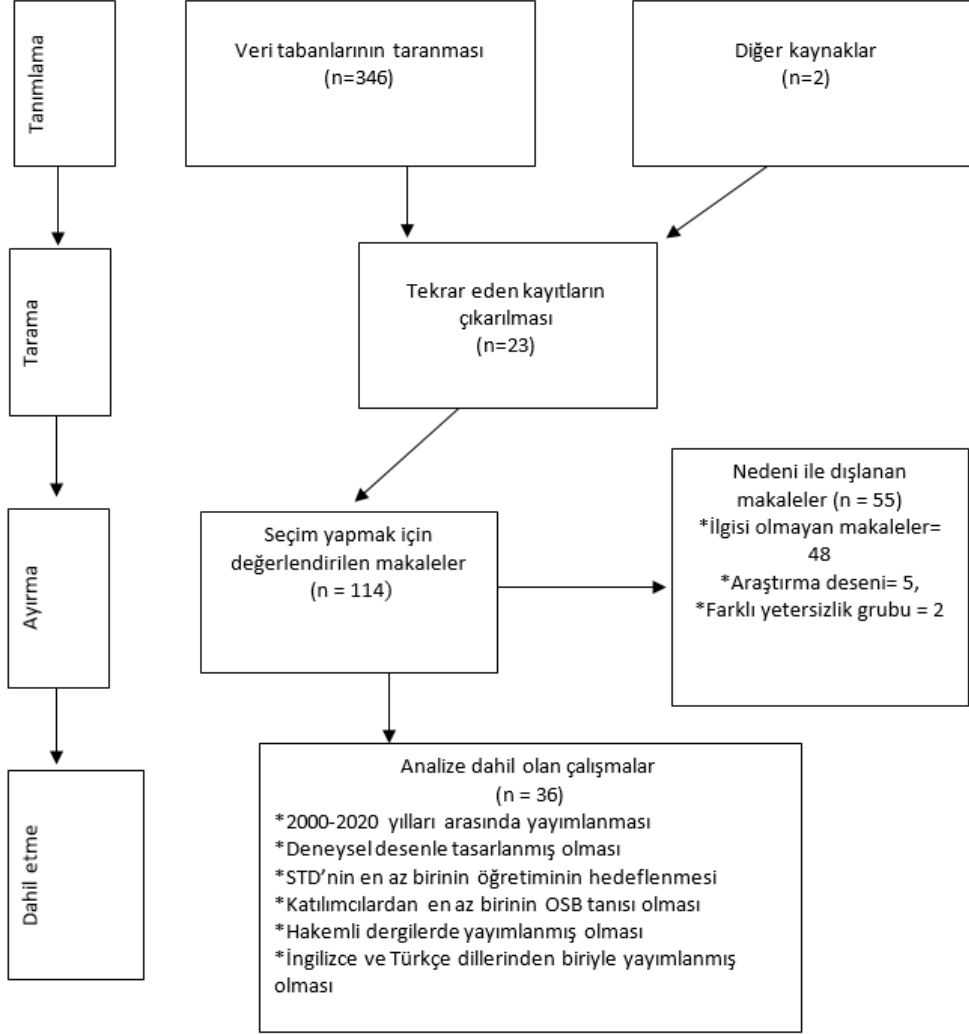 Tanımlama
Veri tabanlarının taranması
(n=346)
Diğer kaynaklar
(n=2)
Tarama
Tekrar eden kayıtların
çıkarılması
(n=23)
Ayırma
Seçim yapmak için
değerlendirilen makaleler
(n = 114)
Nedeni ile dışlanan
makaleler (n = 55)
*İlgisi olmayan makaleler=
48
*Araştırma deseni= 5,
*Farklı yetersizlik grubu = 2
Dahil etme
Analize dahil olan çalışmalar
(n = 36)
*2000-2020 yılları arasında yayımlanması
*Deneysel desenle tasarlanmış olması
*STD’nin en az birinin öğretiminin hedeflenmesi
*Katılımcılardan en az birinin OSB tanısı olması
*Hakemli dergilerde yayımlanmış olması
*İngilizce ve Türkçe dillerinden biriyle yayımlanmış
olması